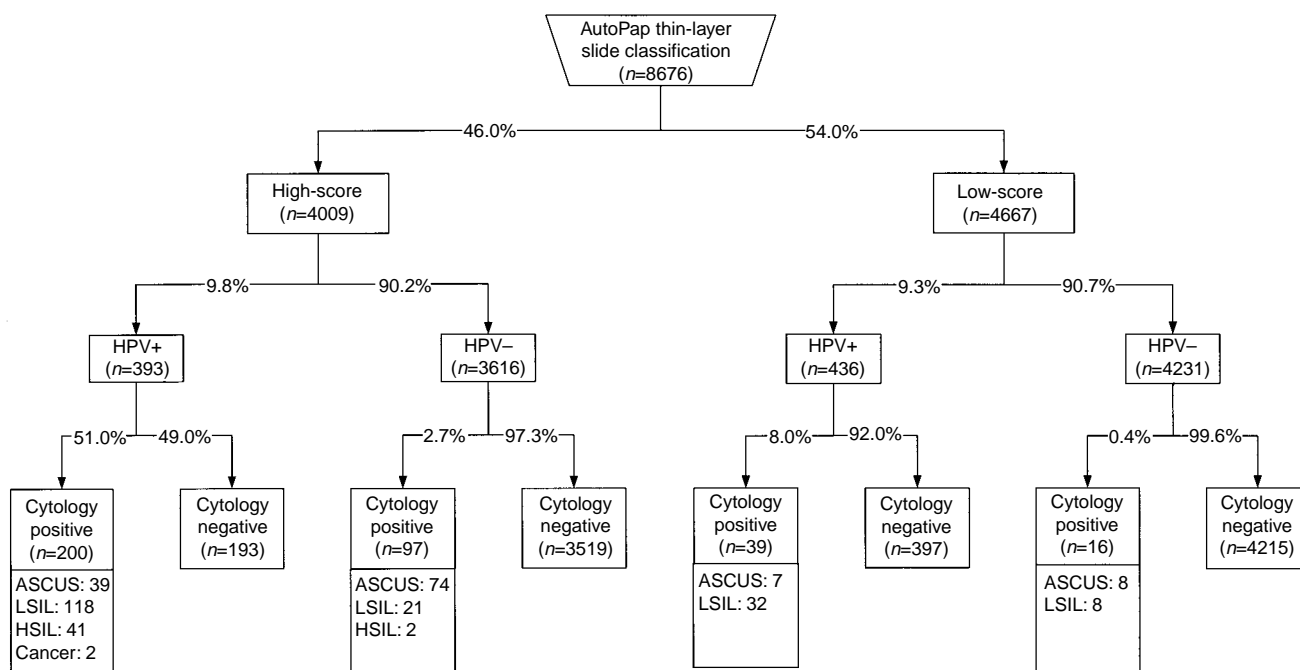 AutoPap thin-layer
slide classification
(n=8676)
46.0%
54.0%
High-score
(n=4009)
Low-score
(n=4667)
9.8%
90.2%
9.3%
90.7%
HPV+
(n=393)
HPV–
(n=3616)
HPV+
(n=436)
HPV–
(n=4231)
51.0%
49.0%
2.7%
97.3%
8.0%
92.0%
0.4%
99.6%
Cytology
positive
(n=200)
ASCUS: 39
LSIL: 118
HSIL: 41
Cancer: 2
Cytology
negative
(n=193)
Cytology
positive
(n=97)
ASCUS: 74
LSIL: 21
HSIL: 2
Cytology
negative
(n=3519)
Cytology
positive
(n=39)
ASCUS: 7
LSIL: 32
Cytology
negative
(n=397)
Cytology
positive
(n=16)
ASCUS: 8
LSIL: 8
Cytology
negative
(n=4215)